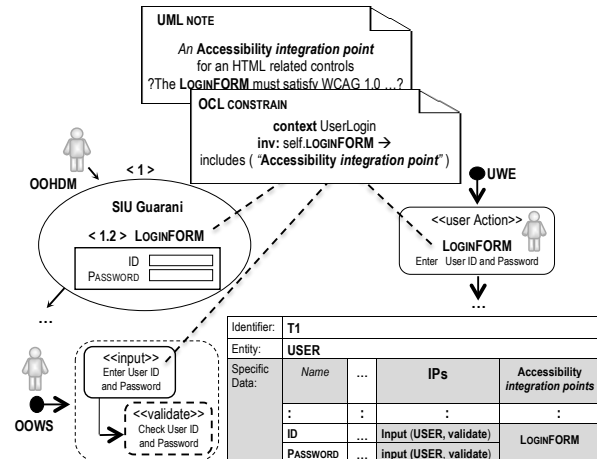 UML NOTE
An Accessibility integration point
for an HTML related controls
?The LOGINFORM must satisfy WCAG 1.0 ...?
OCL CONSTRAIN
context UserLogin
inv: self.LOGINFORM →
includes ( “Accessibility integration point” )
OOHDM
< 1 >
SIU Guarani
< 1.2 > LOGINFORM
ID
PASSWORD
...
UWE
<<user Action>>
LOGINFORM
Enter User ID and Password
...
<<input>>
Enter User ID
and Password
<<validate>>
Check User ID
and Password
OOWS
Identifier: T1
Entity: USER
Specific Data: Name ... IPs Accessibility integration points
: : : :
ID ... Input (USER, validate) LOGINFORM
PASSWORD ... input (USER, validate)